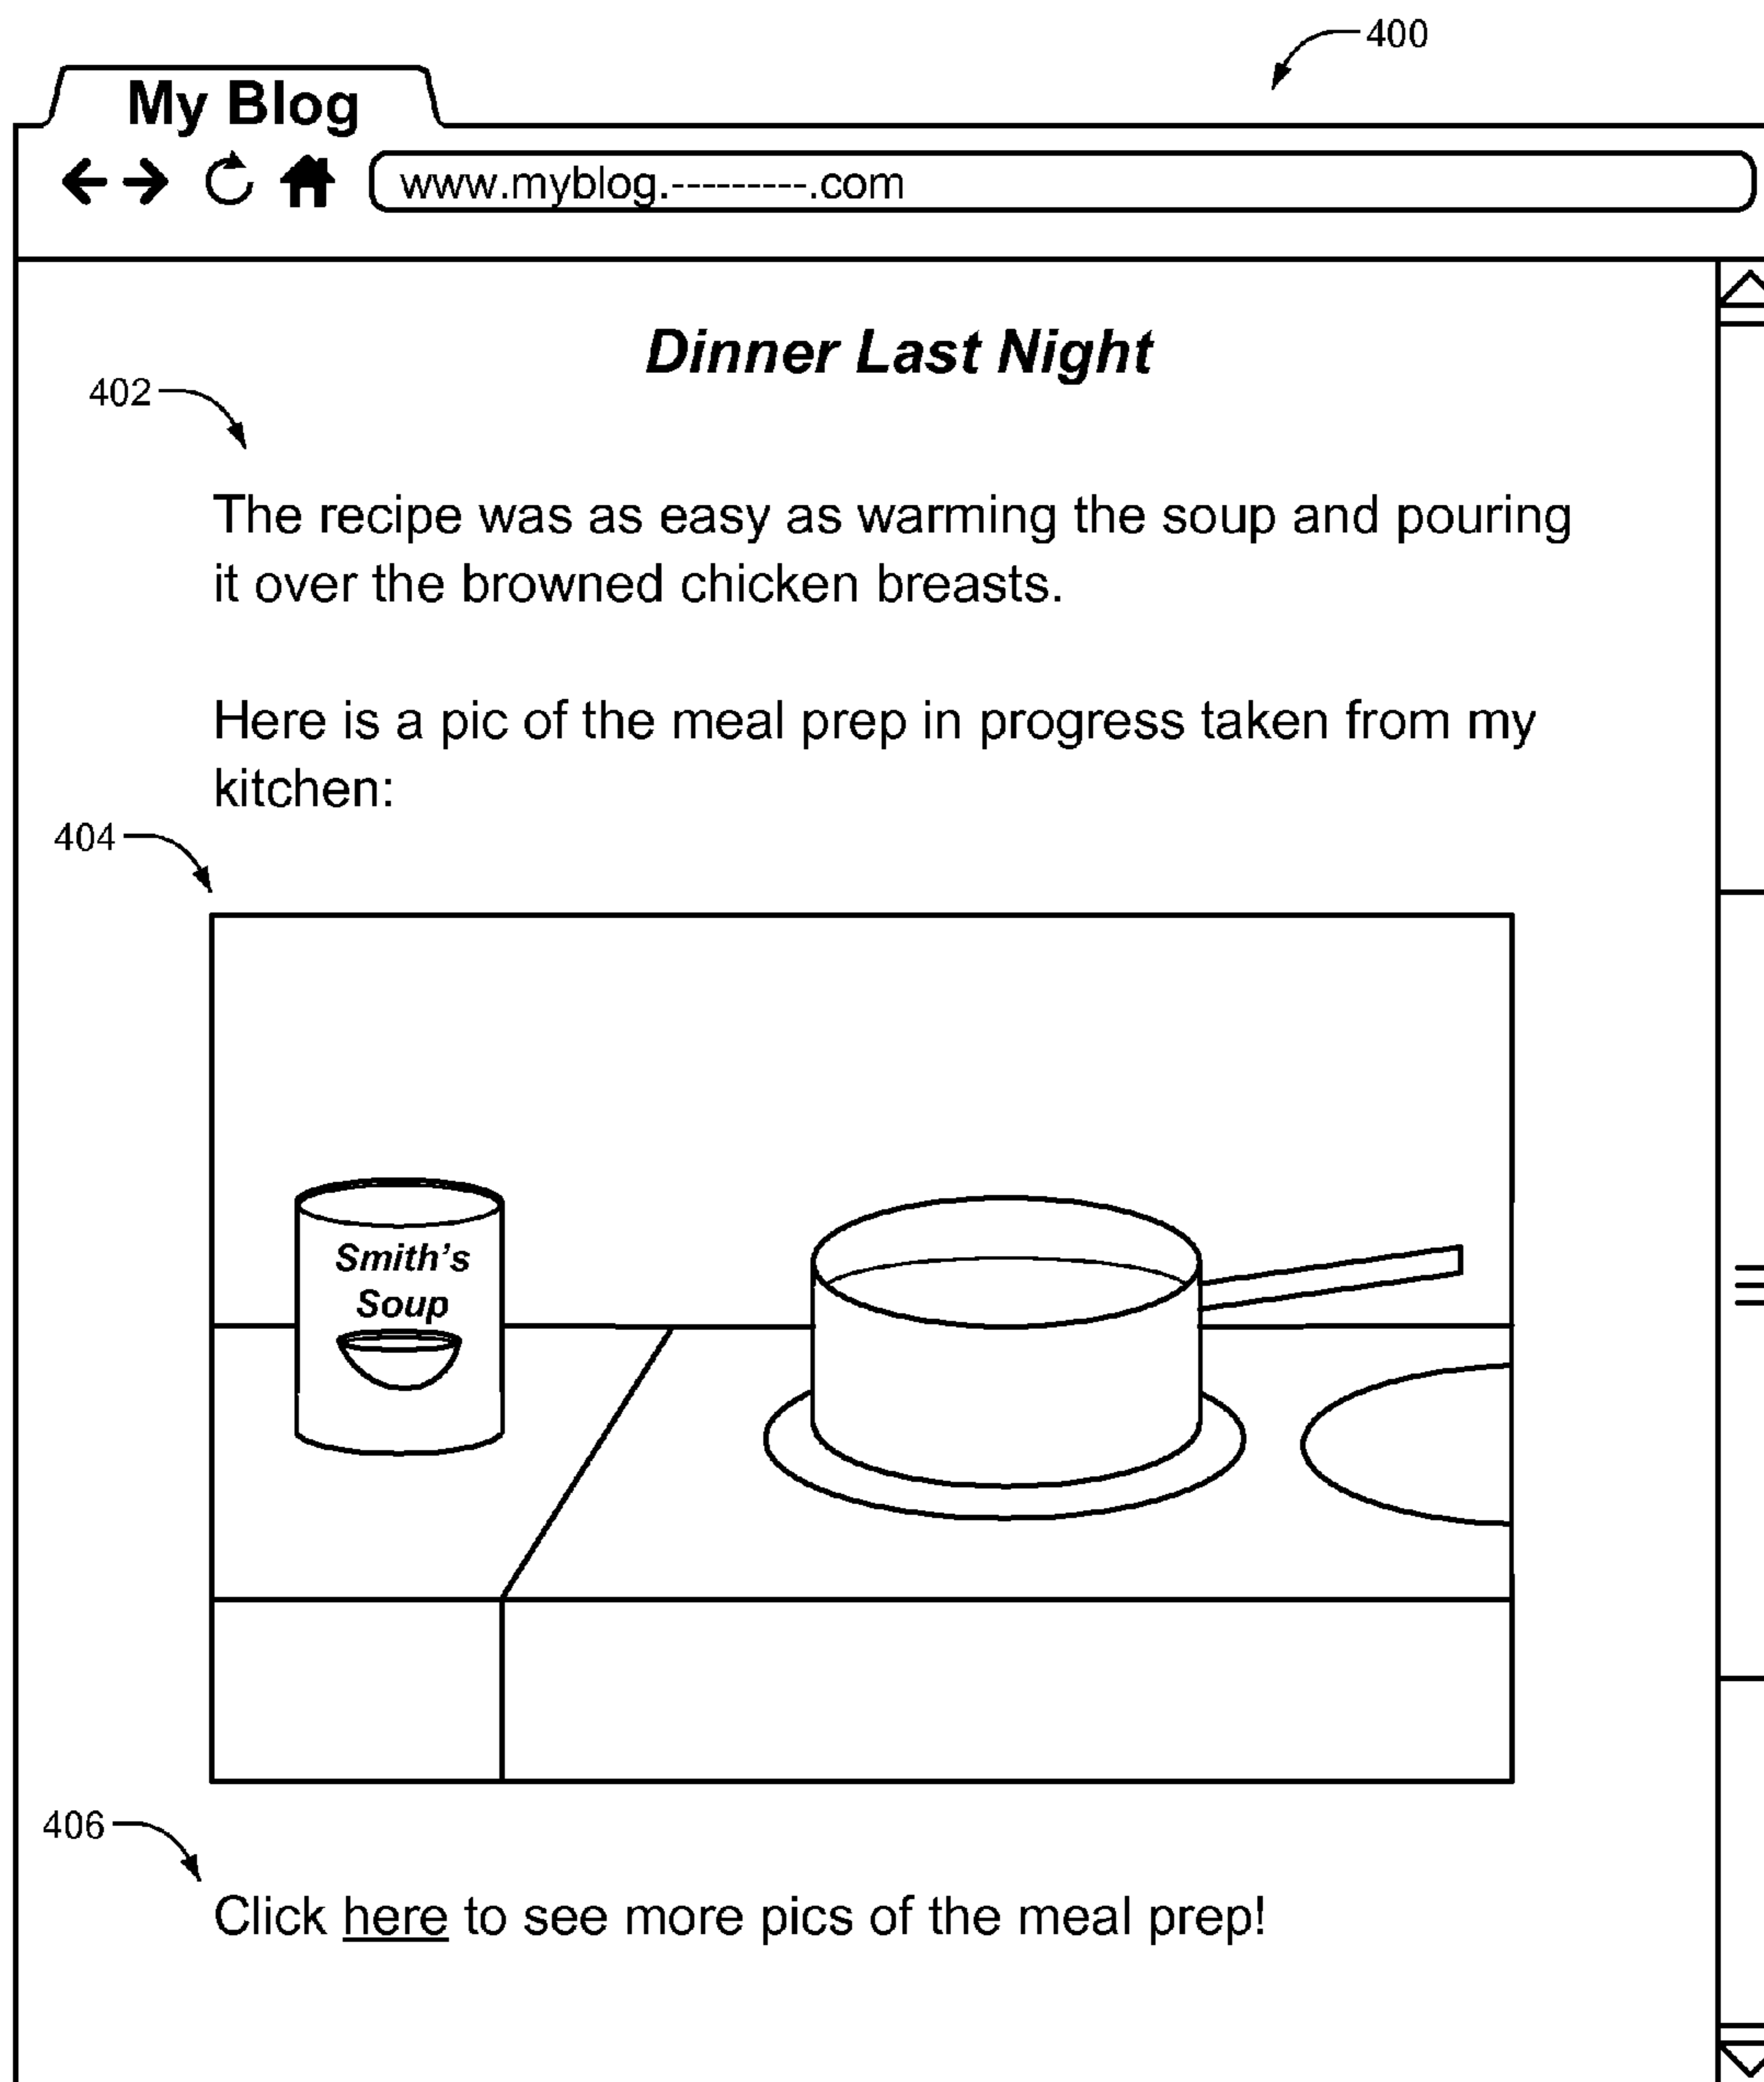 400
My Blog
www.myblog.---------.com
Dinner Last Night
402
The recipe was as easy as warming the soup and pouring
it over the browned chicken breasts.
Here is a pic of the meal prep in progress taken from my
kitchen:
404
Smith's
Soup
406
Click here to see more pics of the meal prep!